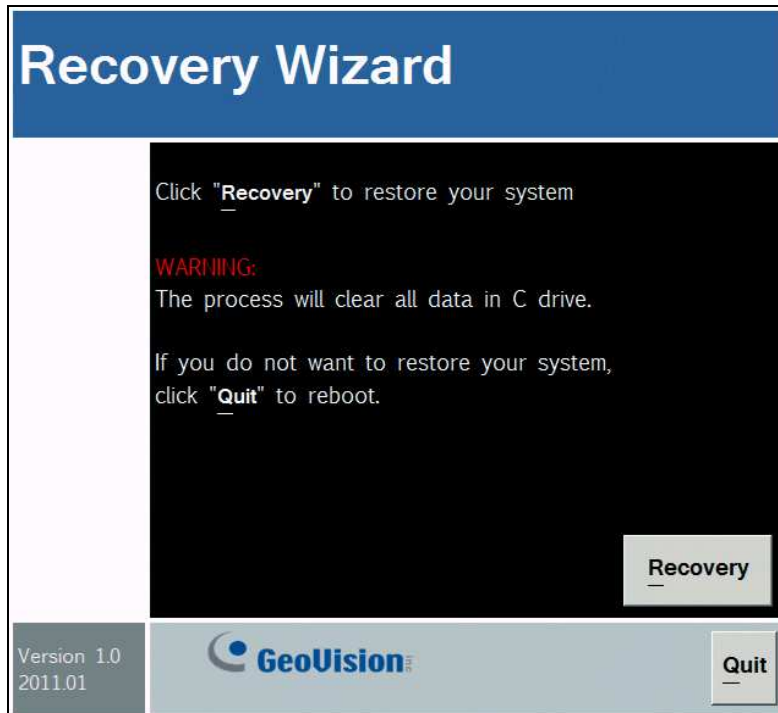 Recovery Wizard
Click "Recovery" to restore your system
WARNING:
The process will clear all data in C drive.
If you do not want to restore your system,
click "Quit" to reboot.
Recovery
Version 1.0
2011.01
GeoVision inc
Quit